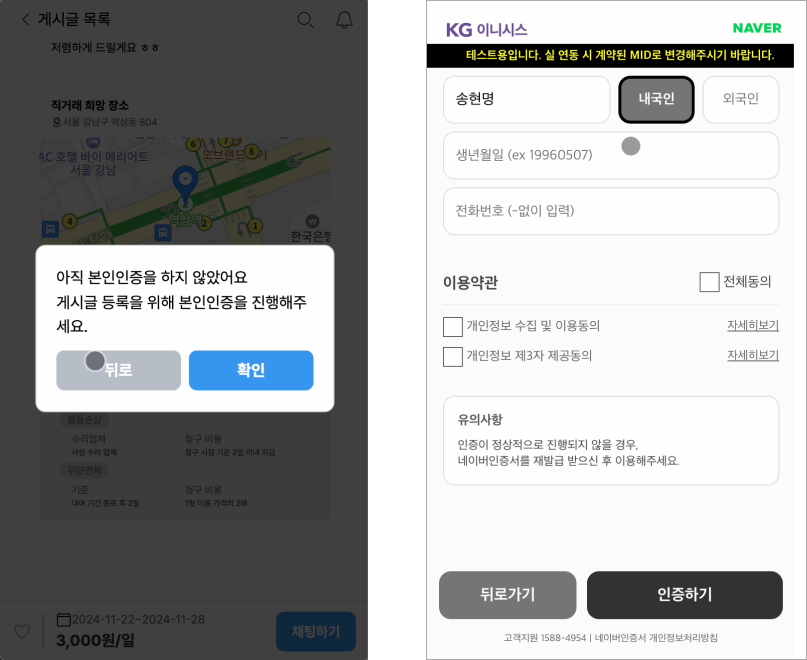 게시글 목록
저렴하게 드릴게요 ㅎㅎ
직거래 희망 장소
서울 강남구 역삼동 804
AC 호텔 바이 메리어트
서울 강남
노브랜드
6
7
8
4
역삼역
2
1
한국은행
아직 본인인증을 하지 않았어요
게시글 등록을 위해 본인인증을 진행해주
세요.
뒤로
확인
물품손상
수리업체
청구 비용
사설 수리 업체
청구 시점 기준 2일 이내 지급
무단연체
기준
청구 비용
대여 기간 종료 후 2일
1일 이용 가격의 2배
2024-11-22~2024-11-28
3,000원/일
채팅하기
KG 이니시스
NAVER
테스트용입니다. 실 연동 시 계약된 MID로 변경해주시기 바랍니다.
송현명
내국인
외국인
생년월일 (ex 19960507)
전화번호 (-없이 입력)
이용약관
전체동의
개인정보 수집 및 이용동의
자세히보기
개인정보 제3자 제공동의
자세히보기
유의사항
인증이 정상적으로 진행되지 않을 경우,
네이버인증서를 재발급 받으신 후 이용해주세요.
뒤로가기
인증하기
고객지원 1588-4954 | 네이버인증서 개인정보처리방침